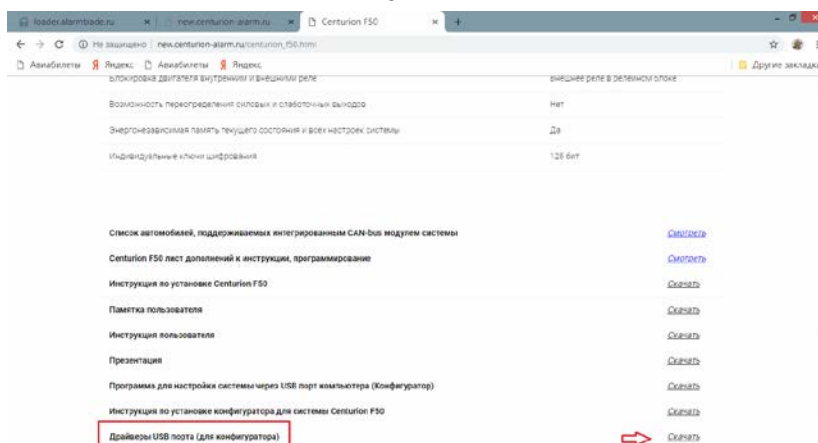 loader.alarmtrade.ru new.centurion-alarm.ru Centurion F50
Не защищено new.centurion-alarm.ru/centurion_f50.html
Авиабилеты Яндекс Авиабилеты Яндекс Другие закладки
Блокировка двигателя внутренним и внешними реле внешнее реле в релейном блоке
Возможность переопределения силовых и слаботочных выходов Нет
Энергонезависимая память текущего состояния и всех настроек системы Да
Индивидуальные ключи шифрования 128 бит
Список автомобилей, поддерживаемых интегрированным CAN-bus модулем системы Смотреть
Centurion F50 лист дополнений к инструкции, программирование Смотреть
Инструкция по установке Centurion F50 Скачать
Памятка пользователя Скачать
Инструкция пользователя Скачать
Презентация Скачать
Программа для настройки системы через USB порт компьютера (Конфигуратор) Скачать
Инструкция по установке конфигуратора для системы Centurion F50 Скачать
Драйверы USB порта (для конфигуратора) Скачать